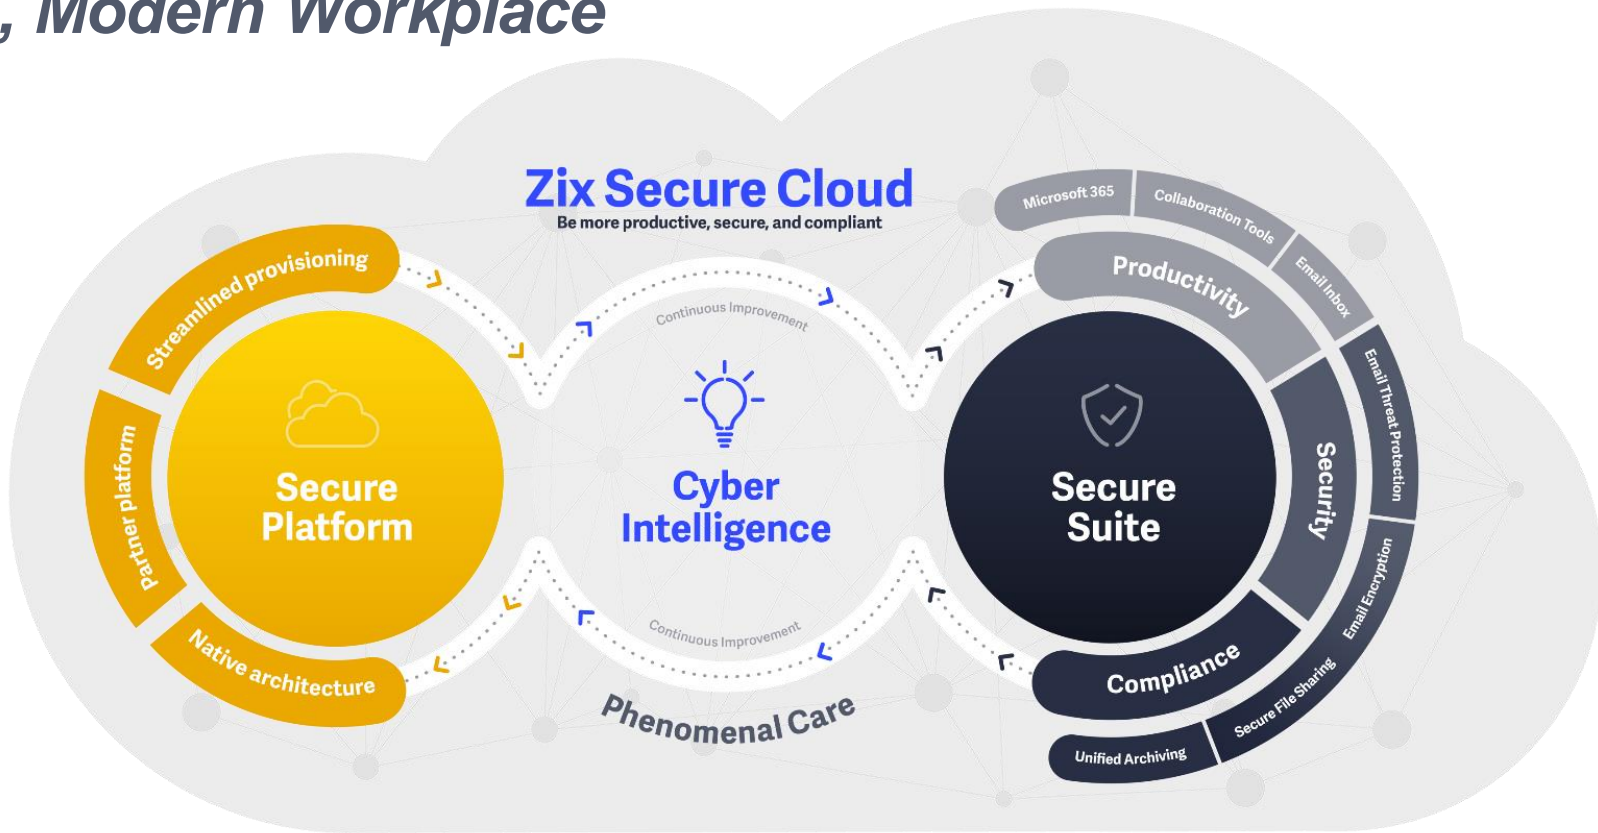 , Modern Workplace
Zix Secure Cloud
Be more productive, secure, and compliant
Streamlined provisioning
Partner platform
Native architecture
Secure
Platform
Continuous Improvement
Cyber
Intelligence
Continuous Improvement
Phenomenal Care
Secure
Suite
Productivity
Security
Compliance
Microsoft 365
Collaboration Tools
Email Inbox
Email Threat Protection
Email Encryption
Secure File Sharing
Unified Archiving